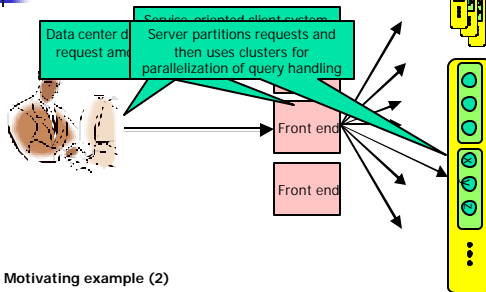 Service-oriented client system
Data center d
request amo
Server partitions requests and
then uses clusters for
parallelization of query handling
Front end
Front end
X
Y
Z
Motivating example (2)